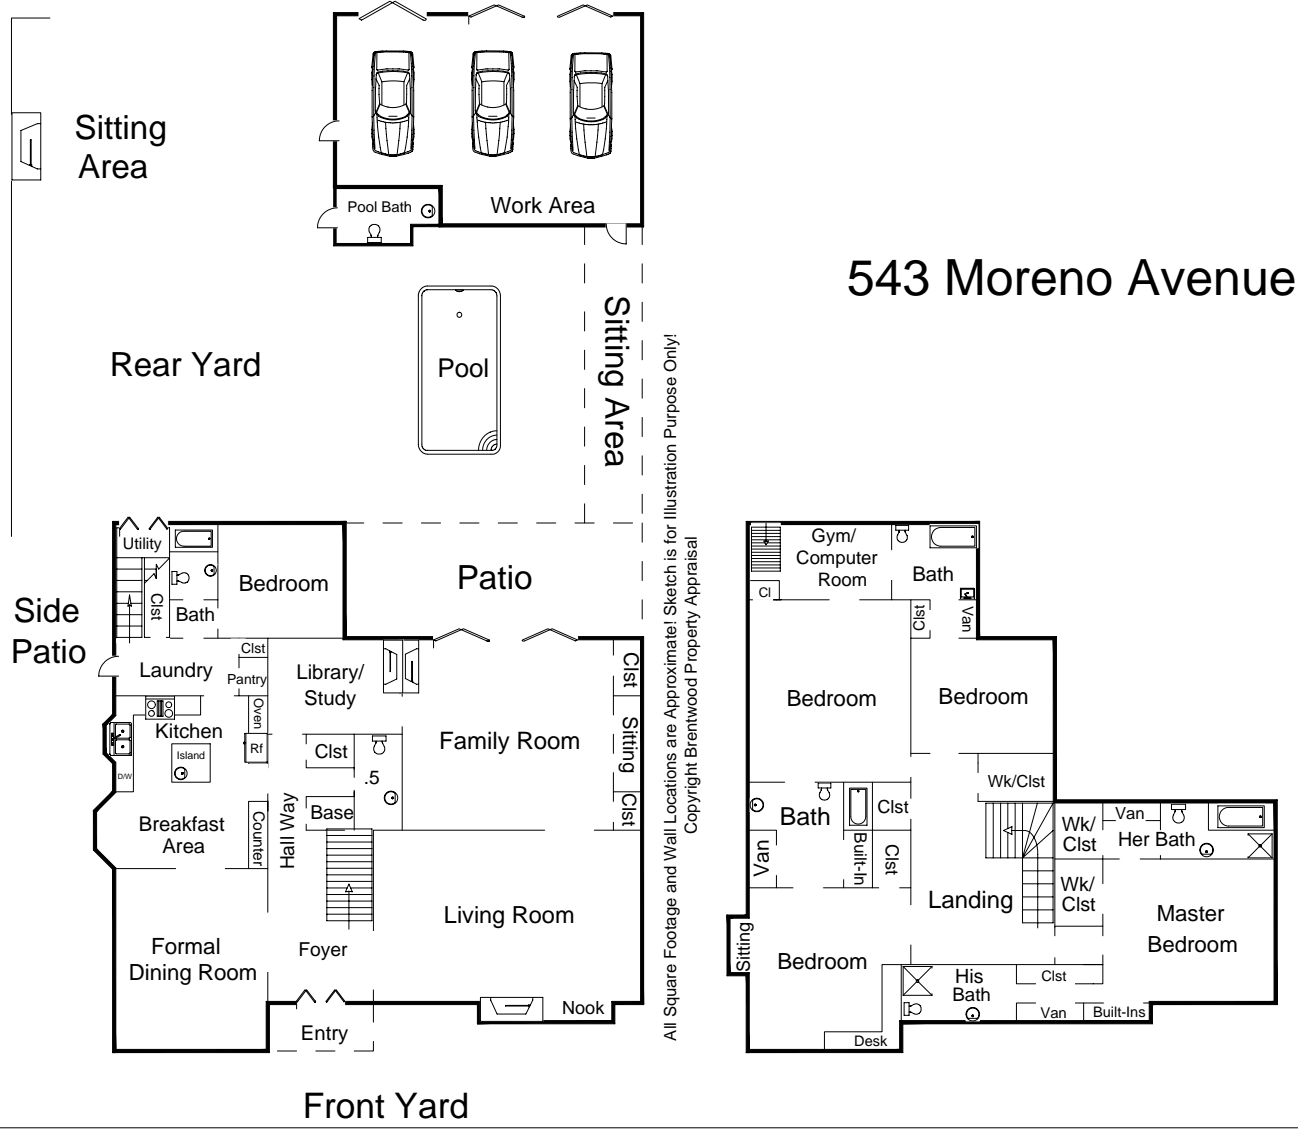 543 Moreno Avenue
Sitting
Area
Pool Bath
Work Area
Rear Yard
Pool
Sitting Area
All Square Footage and Wall Locations are Approximate! Sketch is for Illustration Purpose Only!
Copyright Brentwood Property Appraisal
Utility
Clst
Bath
Bedroom
Patio
Side
Patio
Laundry
Clst
Pantry
Library/
Study
Clst
Oven
Kitchen
Island
Rf
D/W
Clst
.5
Family Room
Sitting
Clst
Base
Hall Way
Breakfast
Area
Counter
Living Room
Formal
Dining Room
Foyer
Nook
Entry
Front Yard
Gym/
Computer
Room
Bath
Cl
Clst
Van
Bedroom
Bedroom
Wk/Clst
Bath
Clst
Van
Built-In
Clst
Wk/
Clst
Van
Her Bath
Wk/
Clst
Landing
Master
Bedroom
Sitting
Bedroom
His
Bath
Clst
Van
Built-Ins
Desk